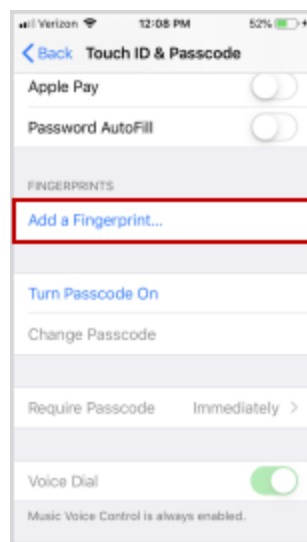 Verizon 12:08 PM 52%
Back Touch ID & Passcode
Apple Pay
Password AutoFill
FINGERPRINTS
Add a Fingerprint...
Turn Passcode On
Change Passcode
Require Passcode Immediately
Voice Dial
Music Voice Control is always enabled.